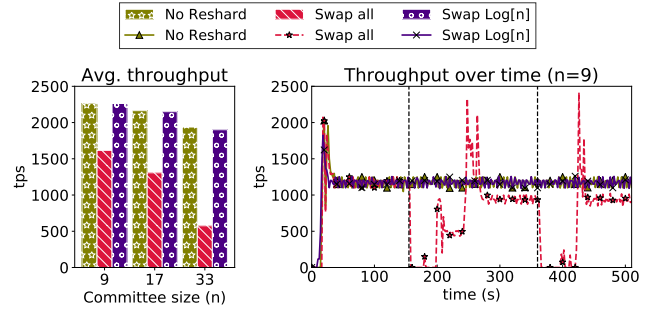 No Reshard Swap all Swap Log[n]
No Reshard Swap all Swap Log[n]
Avg. throughput
2500
2000
1500
1000
500
0
tps
9 17 33
Committee size (n)
Throughput over time (n=9)
2500
2000
1500
1000
500
0
tps
0 100 200 300 400 500
time (s)